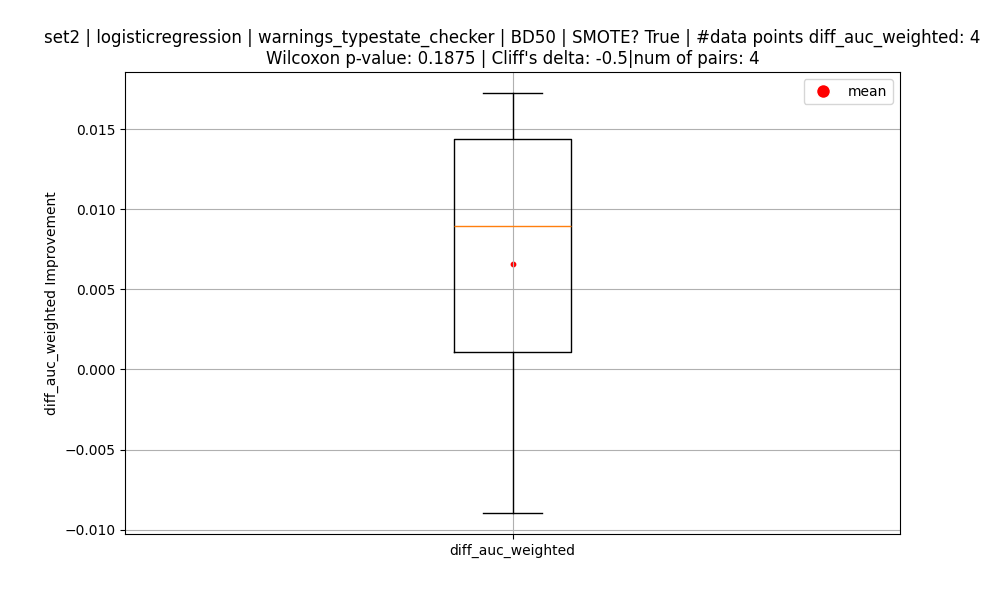 set2 | logisticregression | warnings_typestate_checker | BD50 | SMOTE? True | #data points diff_auc_weighted: 4
Wilcoxon p-value: 0.1875 | Cliff's delta: -0.5|num of pairs: 4
mean
0.015
0.010
0.005
0.000
−0.005
−0.010
diff_auc_weighted Improvement
diff_auc_weighted